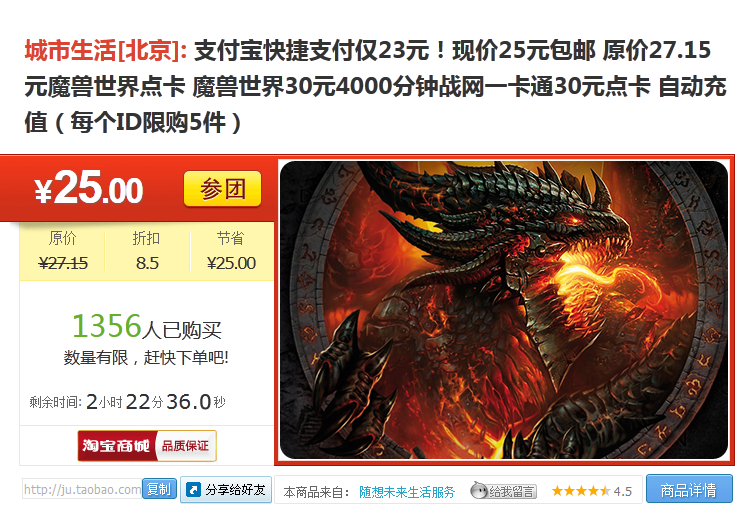 城市生活[北京]: 支付宝快捷支付仅23元！现价25元包邮 原价27.15
元魔兽世界点卡 魔兽世界30元4000分钟战网一卡通30元点卡 自动充
值（每个ID限购5件）
¥25.00 参团
原价 折扣 节省
¥27.15 8.5 ¥25.00
1356人已购买
数量有限，赶快下单吧!
剩余时间: 2小时22分36.0秒
淘宝商城 品质保证
http://ju.taobao.com 复制 分享给好友 本商品来自： 随想未来生活服务 给我留言 4.5 商品详情